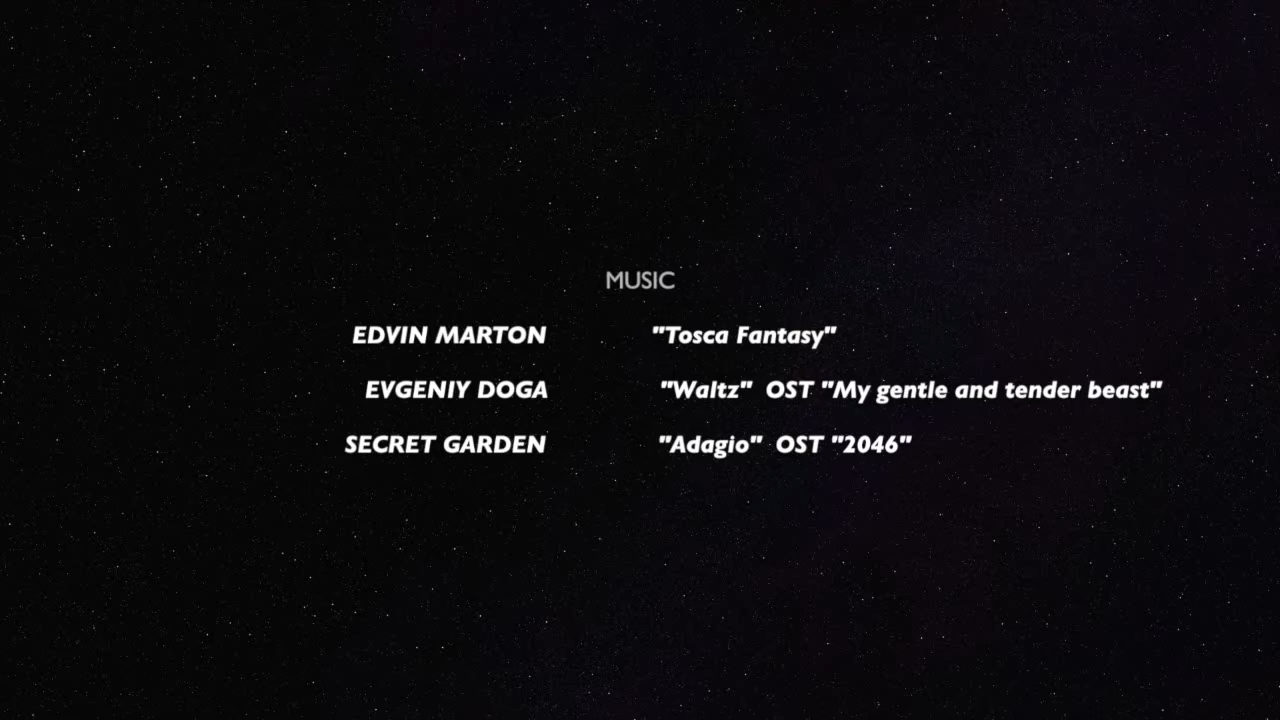 MUSIC
EDVIN MARTON "Tosca Fantasy"
EVGENIY DOGA "Waltz" OST "My gentle and tender beast"
SECRET GARDEN "Adagio" OST "2046"